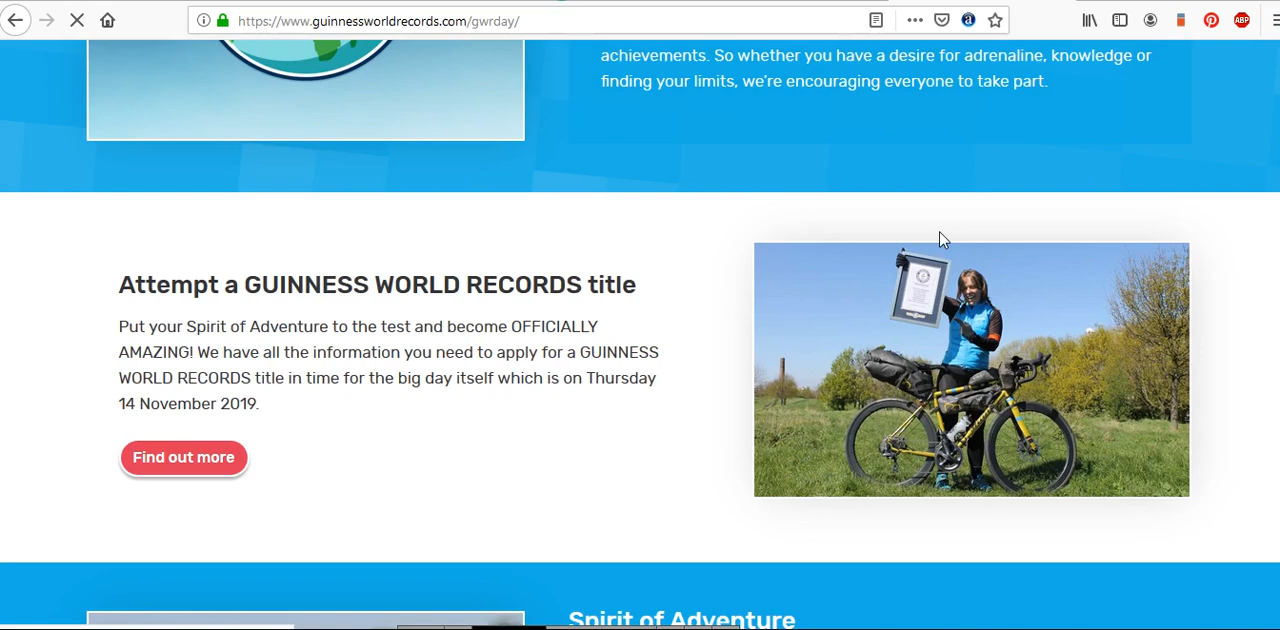 https://www.guinnessworldrecords.com/gwrday/
ABP
achievements. So whether you have a desire for adrenaline, knowledge or
finding your limits, we're encouraging everyone to take part.
Attempt a GUINNESS WORLD RECORDS title
Put your Spirit of Adventure to the test and become OFFICIALLY
AMAZING! We have all the information you need to apply for a GUINNESS
WORLD RECORDS title in time for the big day itself which is on Thursday
14 November 2019.
Find out more
Spirit of Adventure